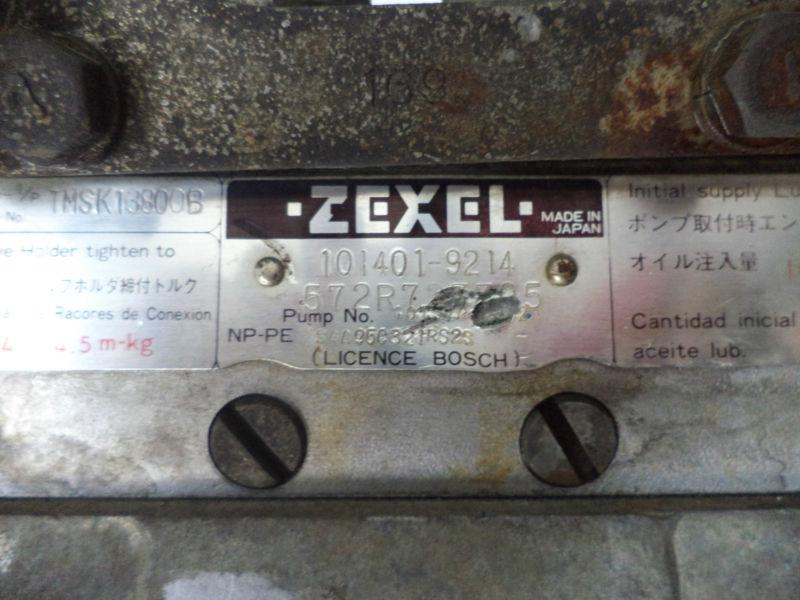 169
S/P No. TMSK13800B
Holder tighten to
ホルダ締付トルク
Racores de Conexión
4.5 m-kg
·ZEXEL·
MADE IN
JAPAN
101401-9214
Pump No.
NP-PE
(LICENCE BOSCH)
Initial supply
ポンプ取付時エン
オイル注入量
Cantidad inicial
aceite lub.